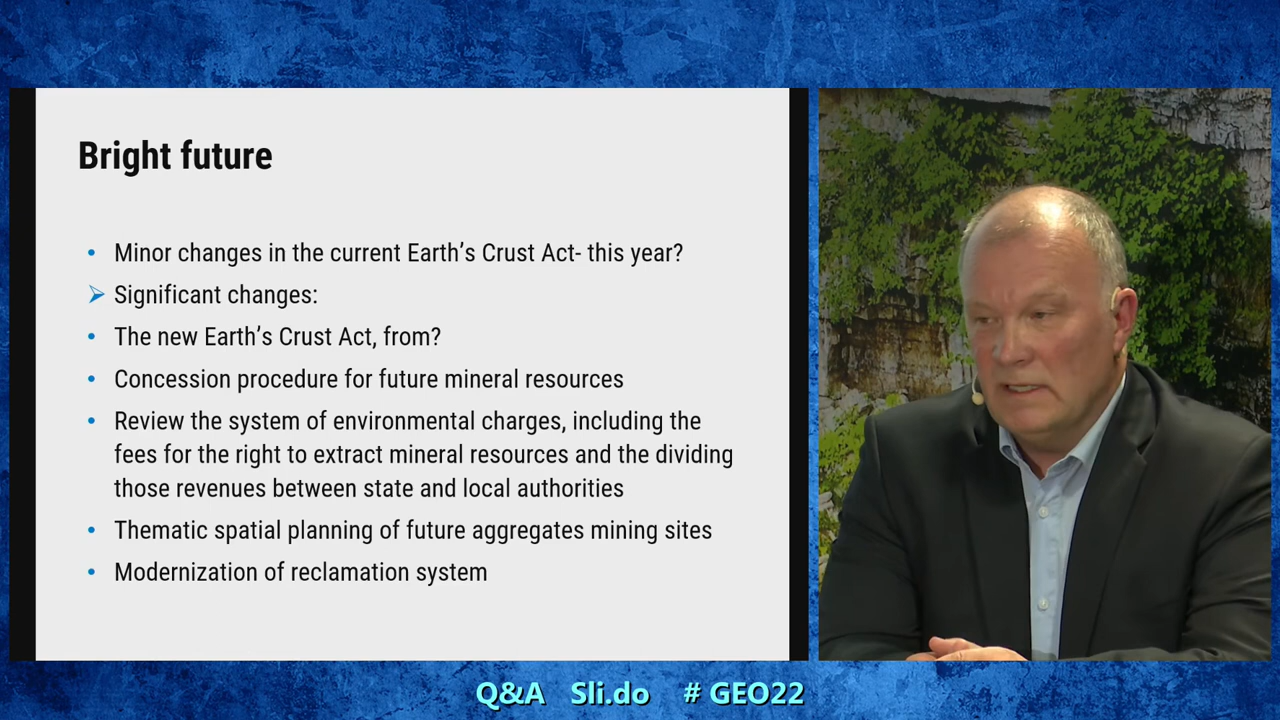 Bright future
Minor changes in the current Earth's Crust Act- this year?
Significant changes:
The new Earth's Crust Act, from?
Concession procedure for future mineral resources
Review the system of environmental charges, including the
fees for the right to extract mineral resources and the dividing
those revenues between state and local authorities
Thematic spatial planning of future aggregates mining sites
Modernization of reclamation system
Q&A Sli.do # GEO22